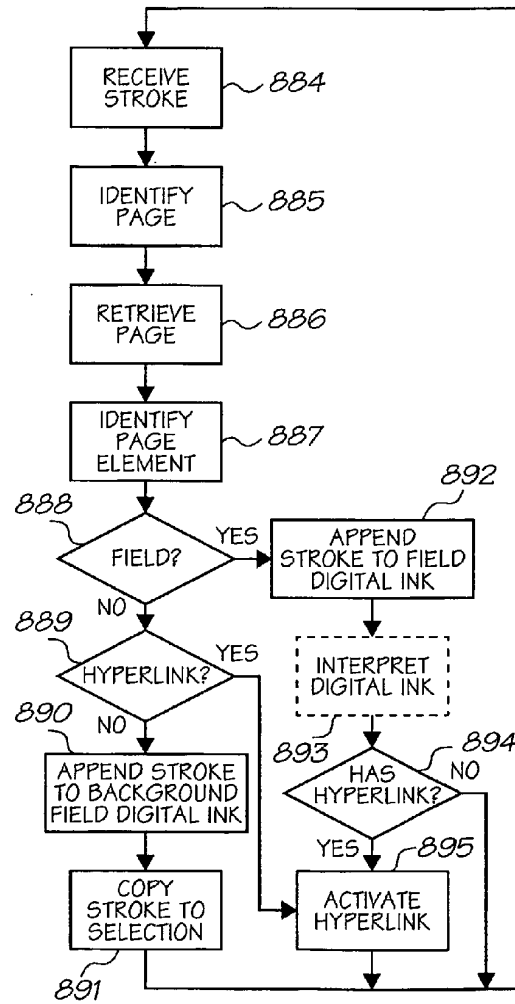 RECEIVE
STROKE
884
IDENTIFY
PAGE
885
RETRIEVE
PAGE
886
IDENTIFY
PAGE
ELEMENT
887
888
FIELD?
YES
NO
892
APPEND
STROKE TO FIELD
DIGITAL INK
889
HYPERLINK?
YES
NO
INTERPRET
DIGITAL INK
893
890
APPEND STROKE
TO BACKGROUND
FIELD DIGITAL INK
894
HAS
HYPERLINK?
NO
YES
895
ACTIVATE
HYPERLINK
COPY
STROKE TO
SELECTION
891